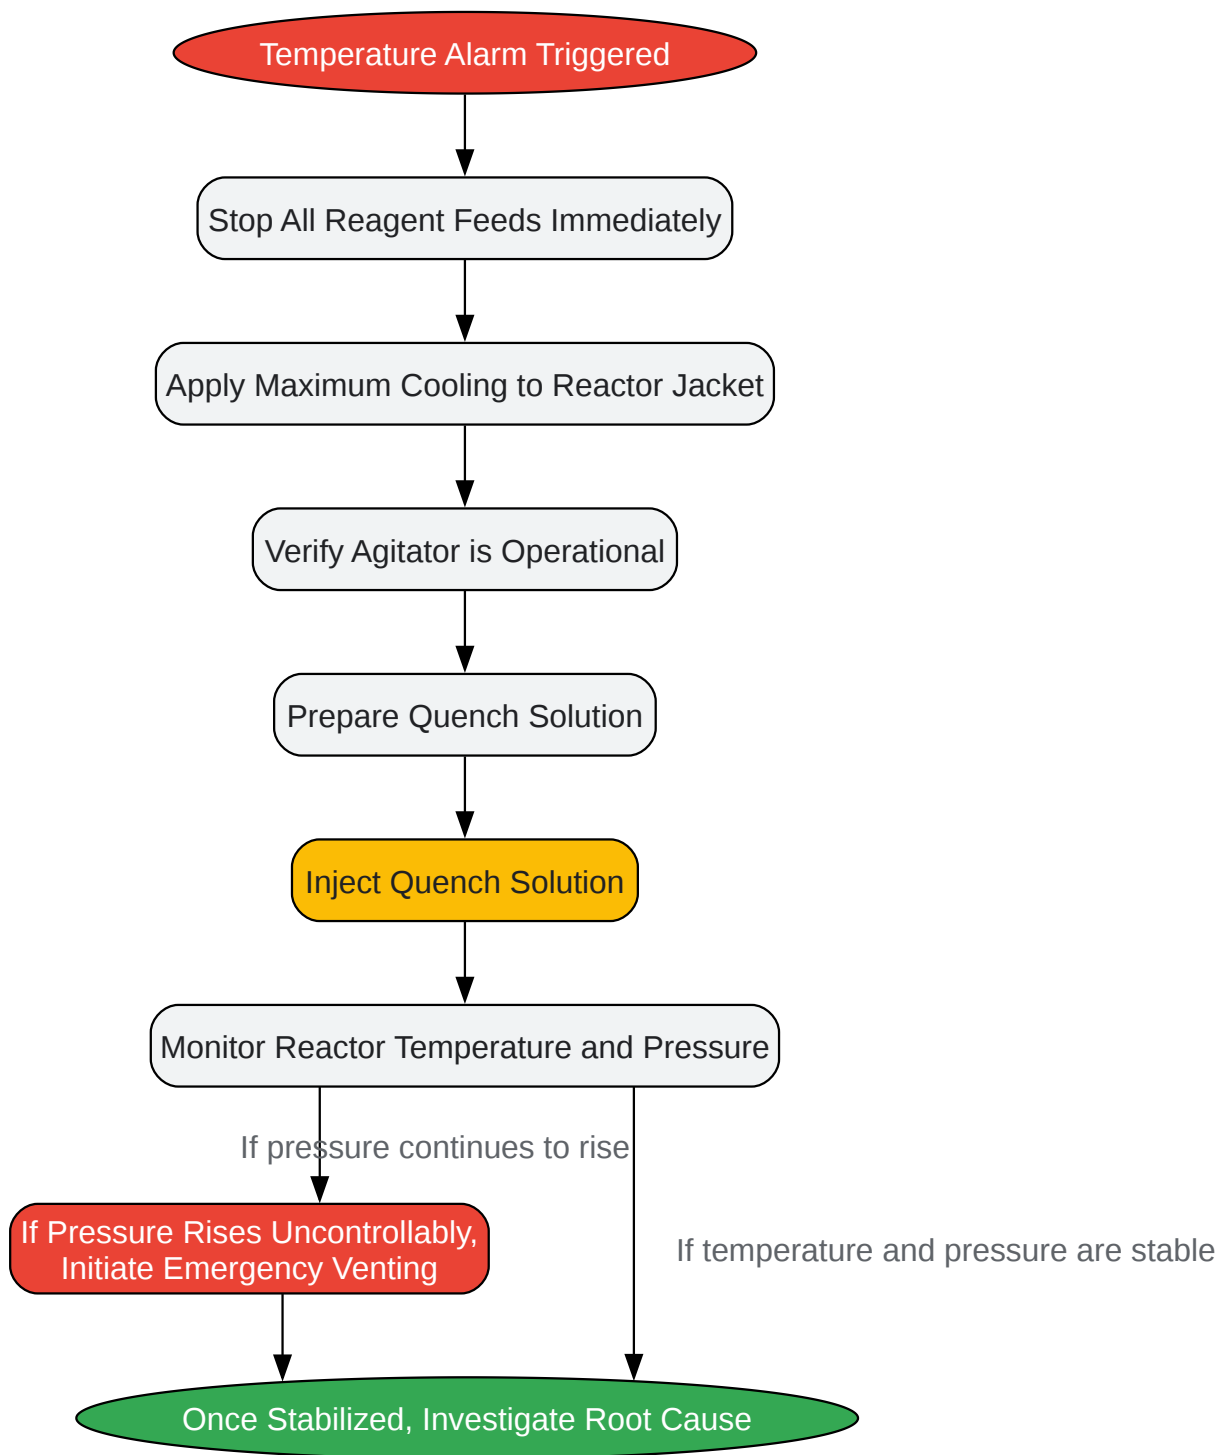 Temperature Alarm Triggered
Stop All Reagent Feeds Immediately
Apply Maximum Cooling to Reactor Jacket
Verify Agitator is Operational
Prepare Quench Solution
Inject Quench Solution
Monitor Reactor Temperature and Pressure
If pressure continues to rise
If Pressure Rises Uncontrollably,
Initiate Emergency Venting
If temperature and pressure are stable
Once Stabilized, Investigate Root Cause